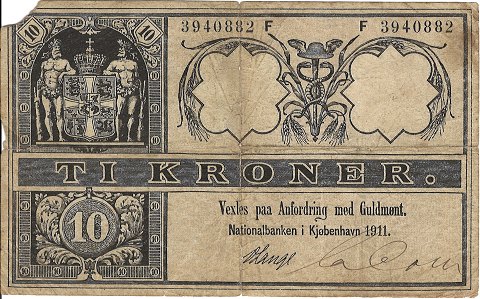 10 10 3940882 F F 3940882
TI KRONER.
10
Vexles paa Anfordring med Guldmønt.
Nationalbanken i Kjøbenhavn 1911.